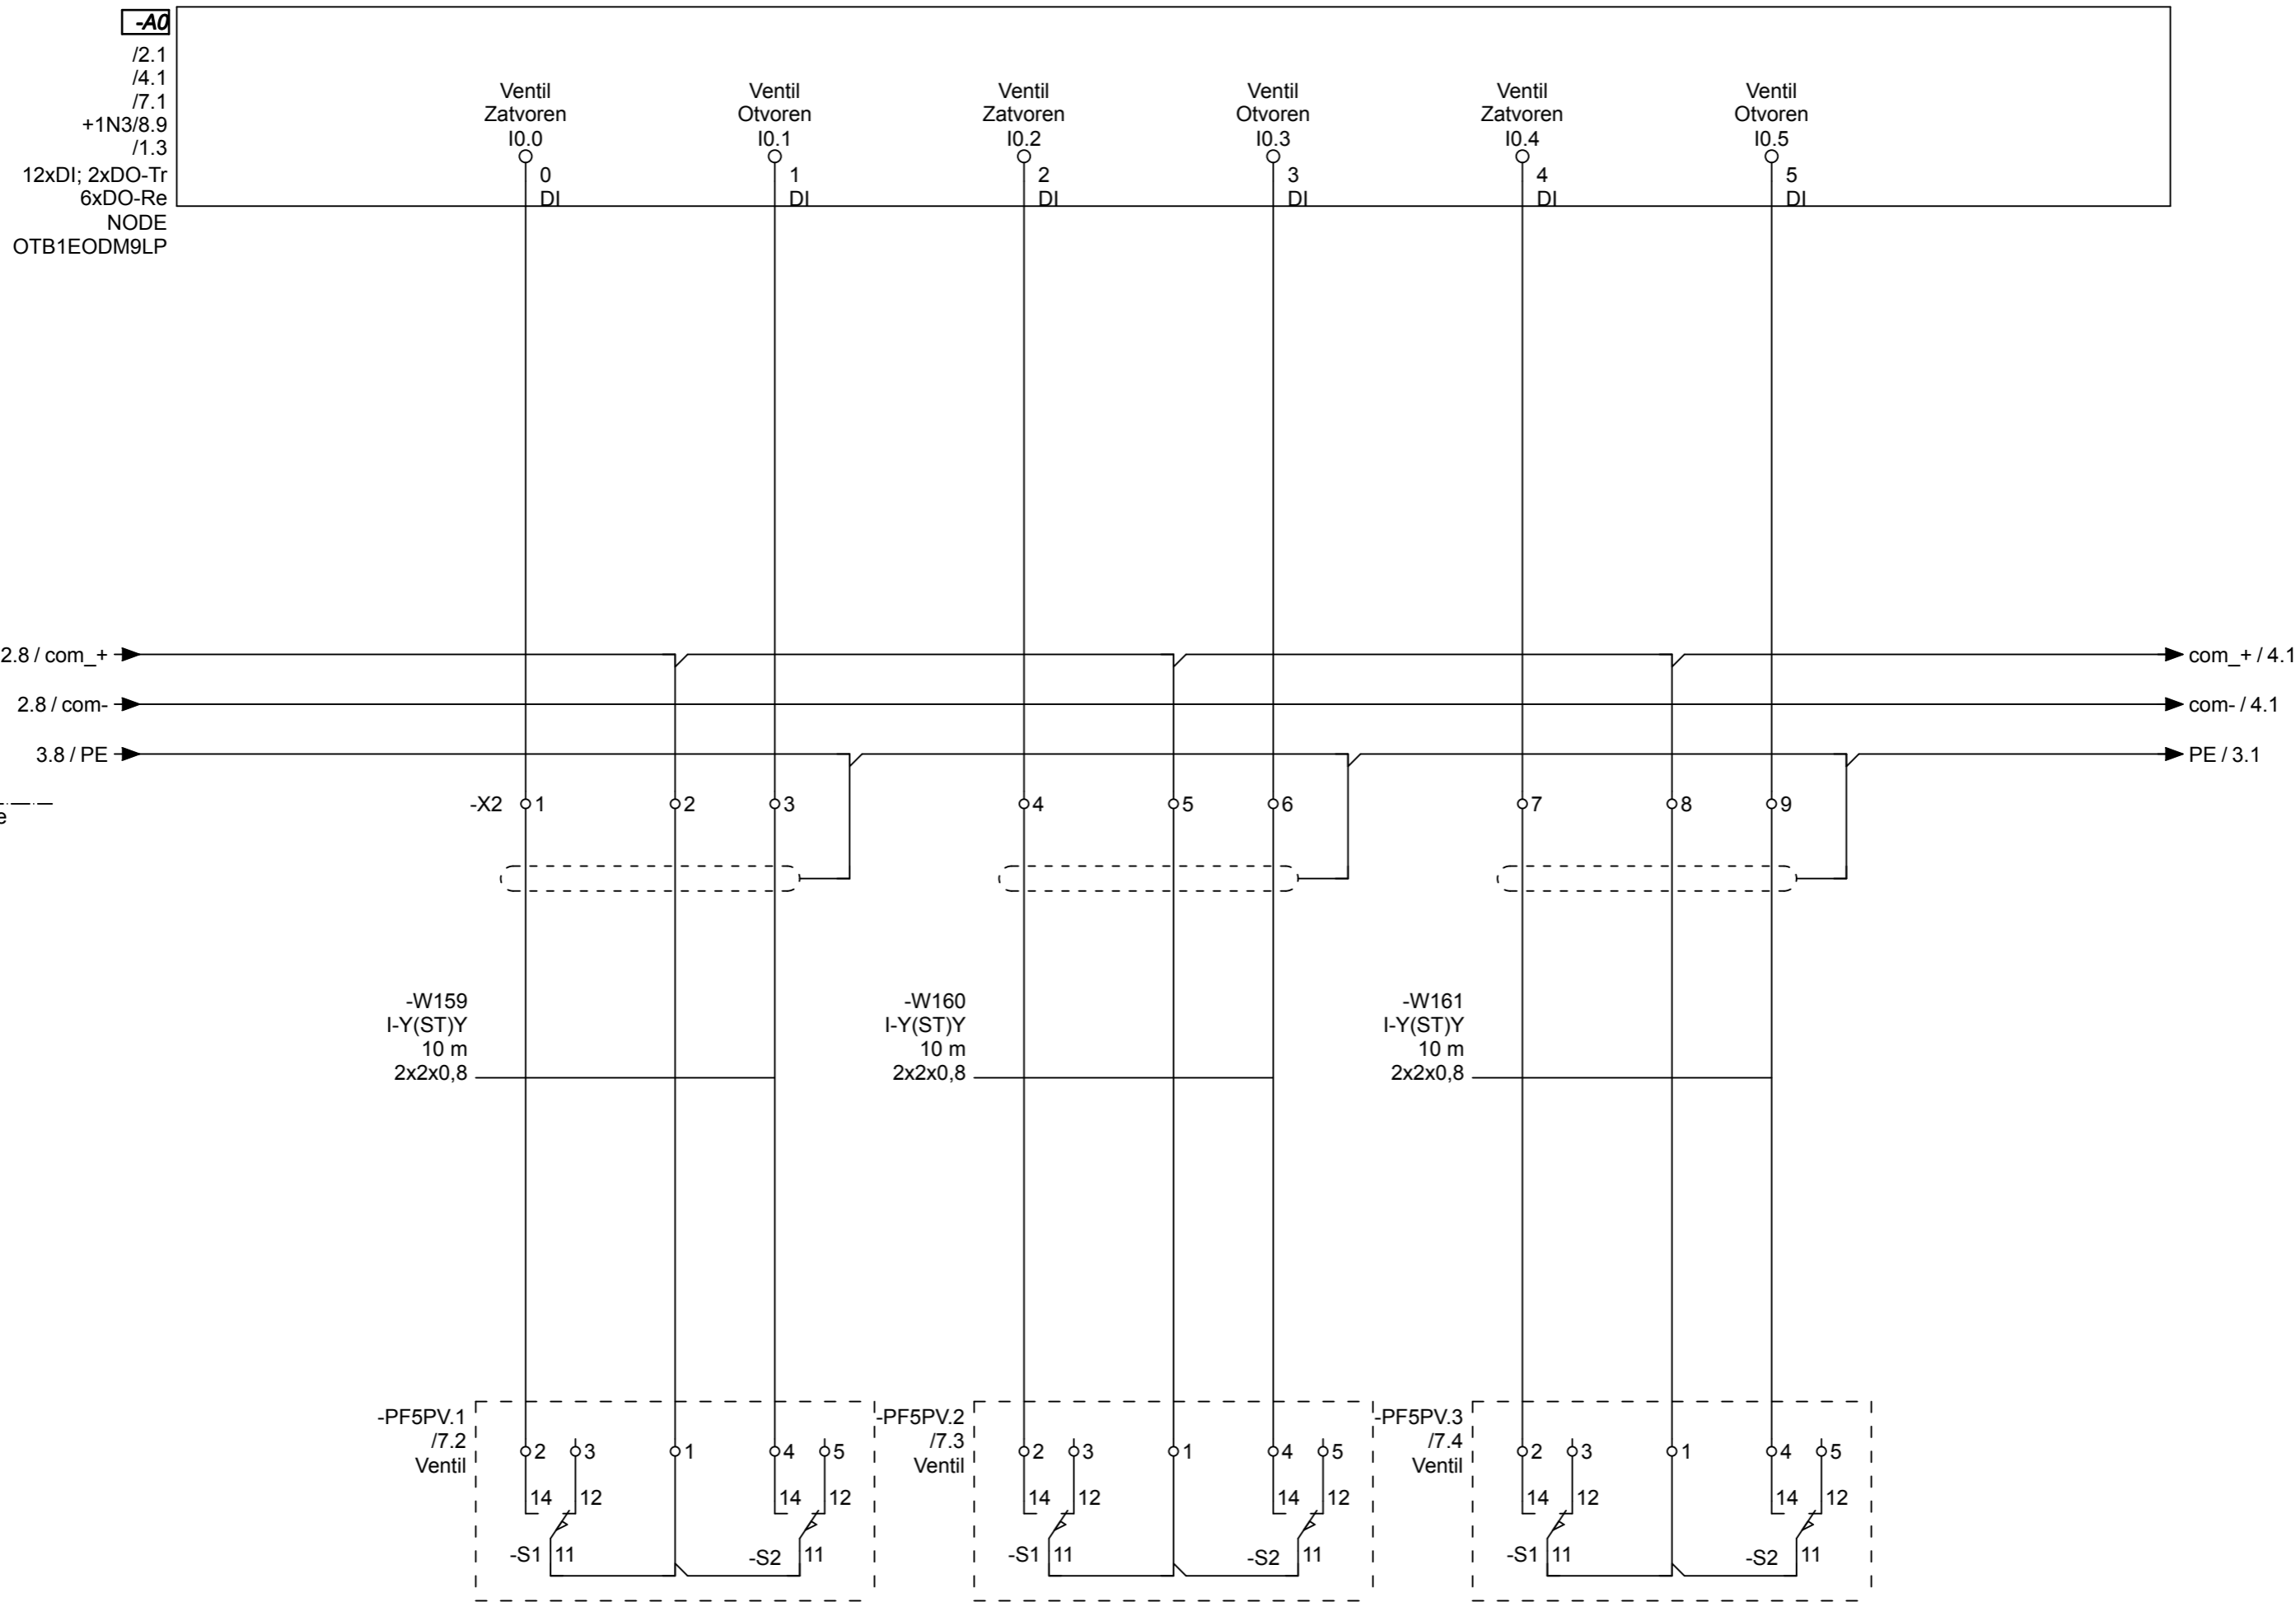 -A0
/2.1
/4.1
/7.1
+1N3/8.9
/1.3
12xDI; 2xDO-Tr
6xDO-Re
NODE
OTB1EODM9LP
Ventil Ventil Ventil Ventil Ventil Ventil
Zatvoren Otvoren Zatvoren Otvoren Zatvoren Otvoren
I0.0 I0.1 I0.2 I0.3 I0.4 I0.5
0 1 2 3 4 5
DI DI DI DI DI DI
2.8 / com_+ com_+ / 4.1
2.8 / com- com- / 4.1
3.8 / PE PE / 3.1
-X2 1 2 3 4 5 6 7 8 9
e
-W159 -W160 -W161
I-Y(ST)Y I-Y(ST)Y I-Y(ST)Y
10 m 10 m 10 m
2x2x0,8 2x2x0,8 2x2x0,8
-PF5PV.1 -PF5PV.2 -PF5PV.3
/7.2 /7.3 /7.4
Ventil Ventil Ventil
2 3 1 4 5 2 3 1 4 5 2 3 1 4 5
14 12 14 12 14 12 14 12 14 12 14 12
-S1 11 -S2 11 -S1 11 -S2 11 -S1 11 -S2 11